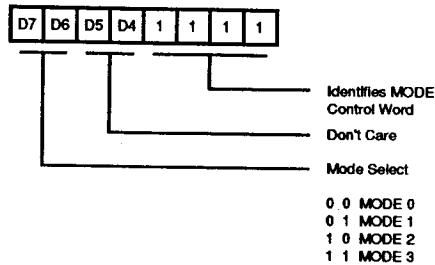 D7 D6 D5 D4 1 1 1 1
Identifies MODE
Control Word
Don't Care
Mode Select
0 0 MODE 0
0 1 MODE 1
1 0 MODE 2
1 1 MODE 3